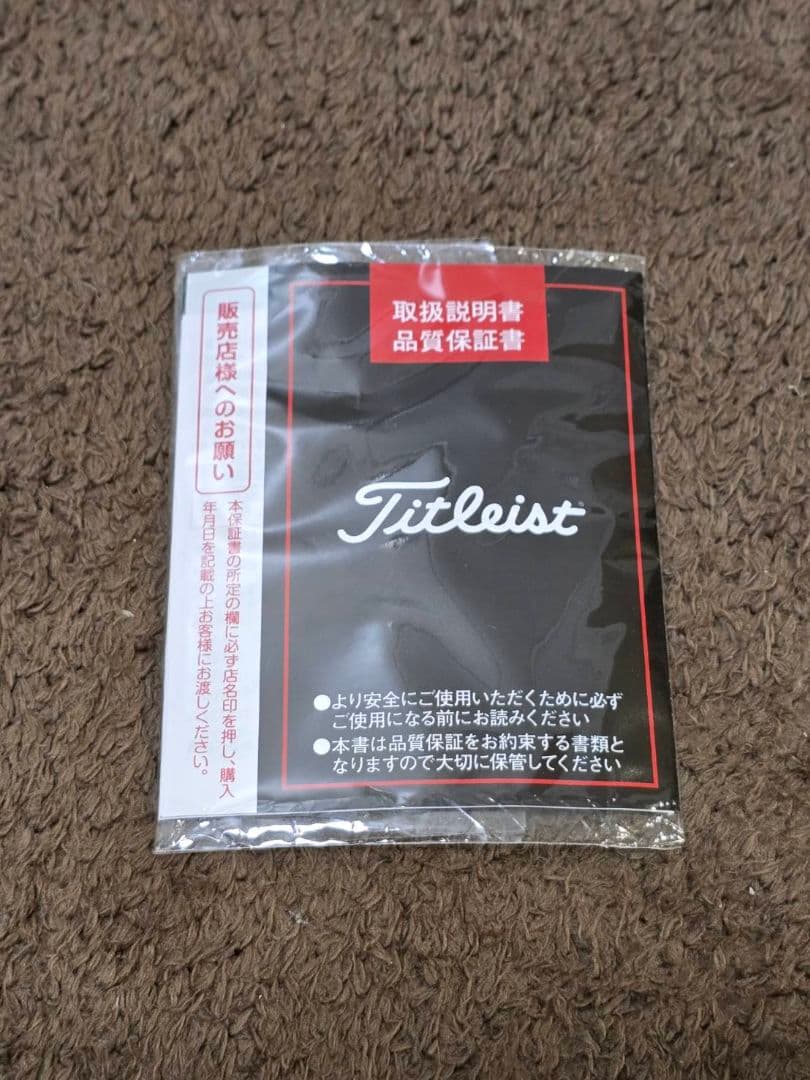 取扱説明書
品質保証書
Titleist
●より安全にご使用いただくために必ず
ご使用になる前にお読みください
●本書は品質保証をお約束する書類と
なりますので大切に保管してください
販売店様へのお願い
本保証書の所定の欄に必ず店名印を押し、購入
年月日を記載の上お客様にお渡しください。